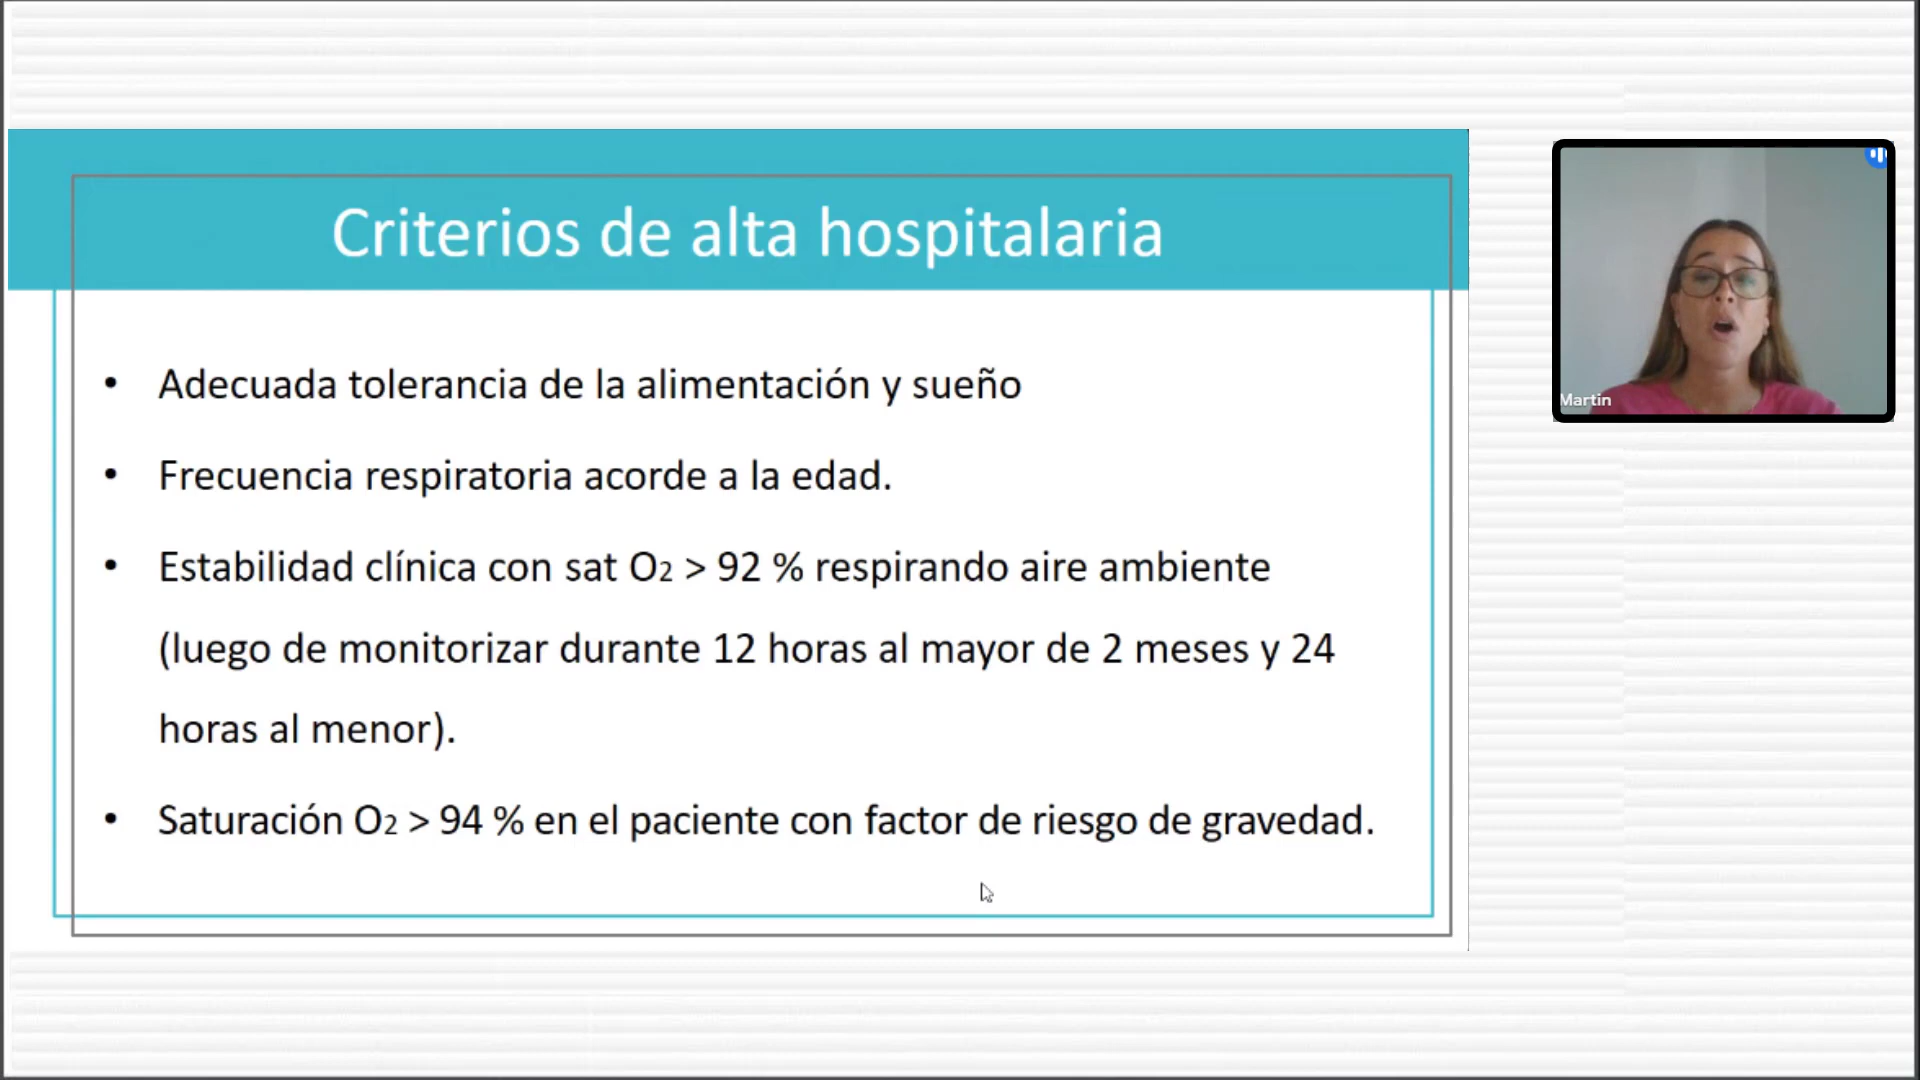 Criterios de alta hospitalaria
• Adecuada tolerancia de la alimentación y sueño
• Frecuencia respiratoria acorde a la edad.
• Estabilidad clínica con sat O2 > 92 % respirando aire ambiente
(luego de monitorizar durante 12 horas al mayor de 2 meses y 24
horas al menor).
• Saturación O2 > 94 % en el paciente con factor de riesgo de gravedad.
Martin